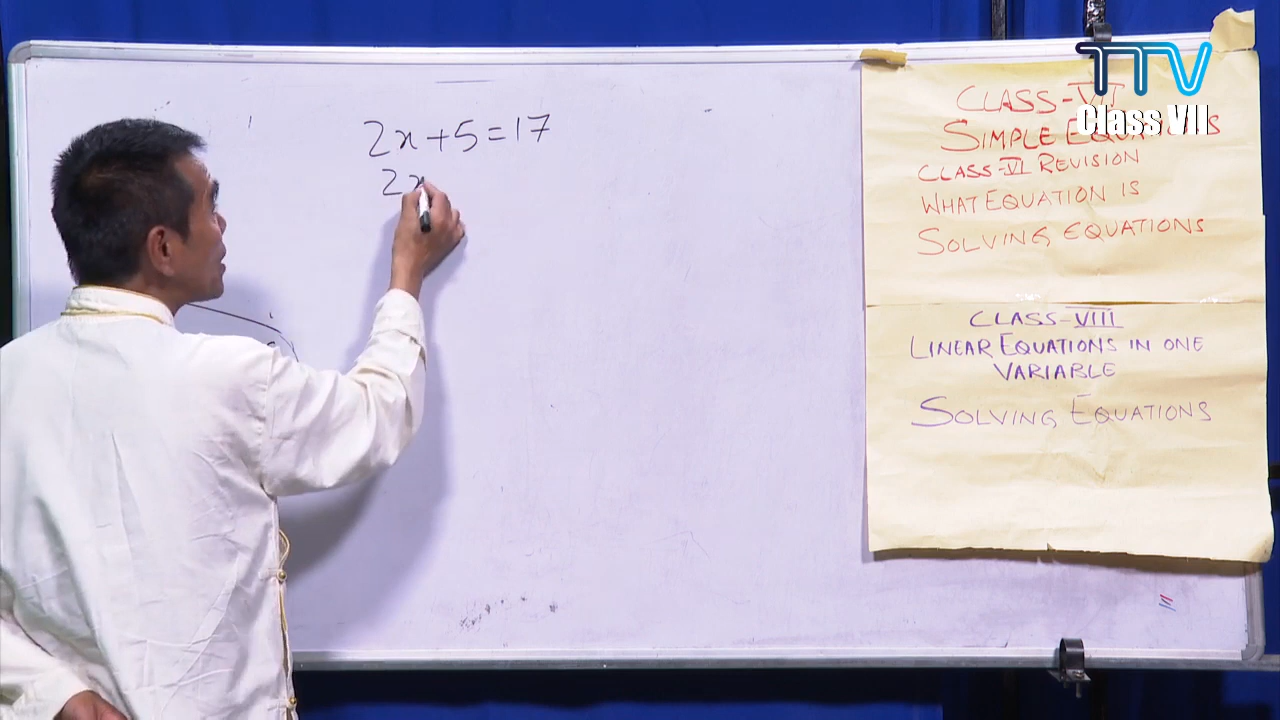 2x+5=17
2x
TTV
Class VII
CLASS-VII
SIMPLE EQUATIONS
CLASS-VI REVISION
WHAT EQUATION IS
SOLVING EQUATIONS
CLASS-VIII
LINEAR EQUATIONS IN ONE
VARIABLE
SOLVING EQUATIONS